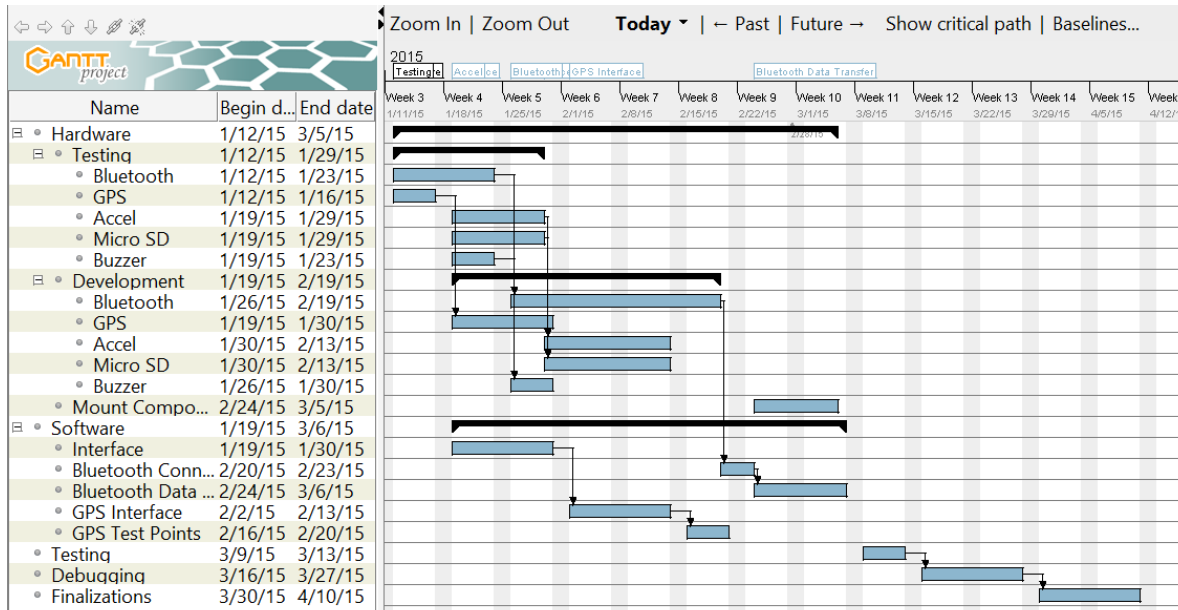 Zoom In | Zoom Out Today | ← Past | Future → Show critical path | Baselines...
GANTT project
2015
Testing e Accel ce Bluetooth GPS Interface Bluetooth Data Transfer
Name Begin d... End date Week 3 Week 4 Week 5 Week 6 Week 7 Week 8 Week 9 Week 10 Week 11 Week 12 Week 13 Week 14 Week 15 Week
1/11/15 1/18/15 1/25/15 2/1/15 2/8/15 2/15/15 2/22 3/1/15 3/8/15 3/15/15 3/22/15 3/29/15 4/5/15 4/12/
Hardware 1/12/15 3/5/15 2/28/15
Testing 1/12/15 1/29/15
Bluetooth 1/12/15 1/23/15
GPS 1/12/15 1/16/15
Accel 1/19/15 1/29/15
Micro SD 1/19/15 1/29/15
Buzzer 1/19/15 1/23/15
Development 1/19/15 2/19/15
Bluetooth 1/26/15 2/19/15
GPS 1/19/15 1/30/15
Accel 1/30/15 2/13/15
Micro SD 1/30/15 2/13/15
Buzzer 1/26/15 1/30/15
Mount Compo... 2/24/15 3/5/15
Software 1/19/15 3/6/15
Interface 1/19/15 1/30/15
Bluetooth Conn... 2/20/15 2/23/15
Bluetooth Data ... 2/24/15 3/6/15
GPS Interface 2/2/15 2/13/15
GPS Test Points 2/16/15 2/20/15
Testing 3/9/15 3/13/15
Debugging 3/16/15 3/27/15
Finalizations 3/30/15 4/10/15